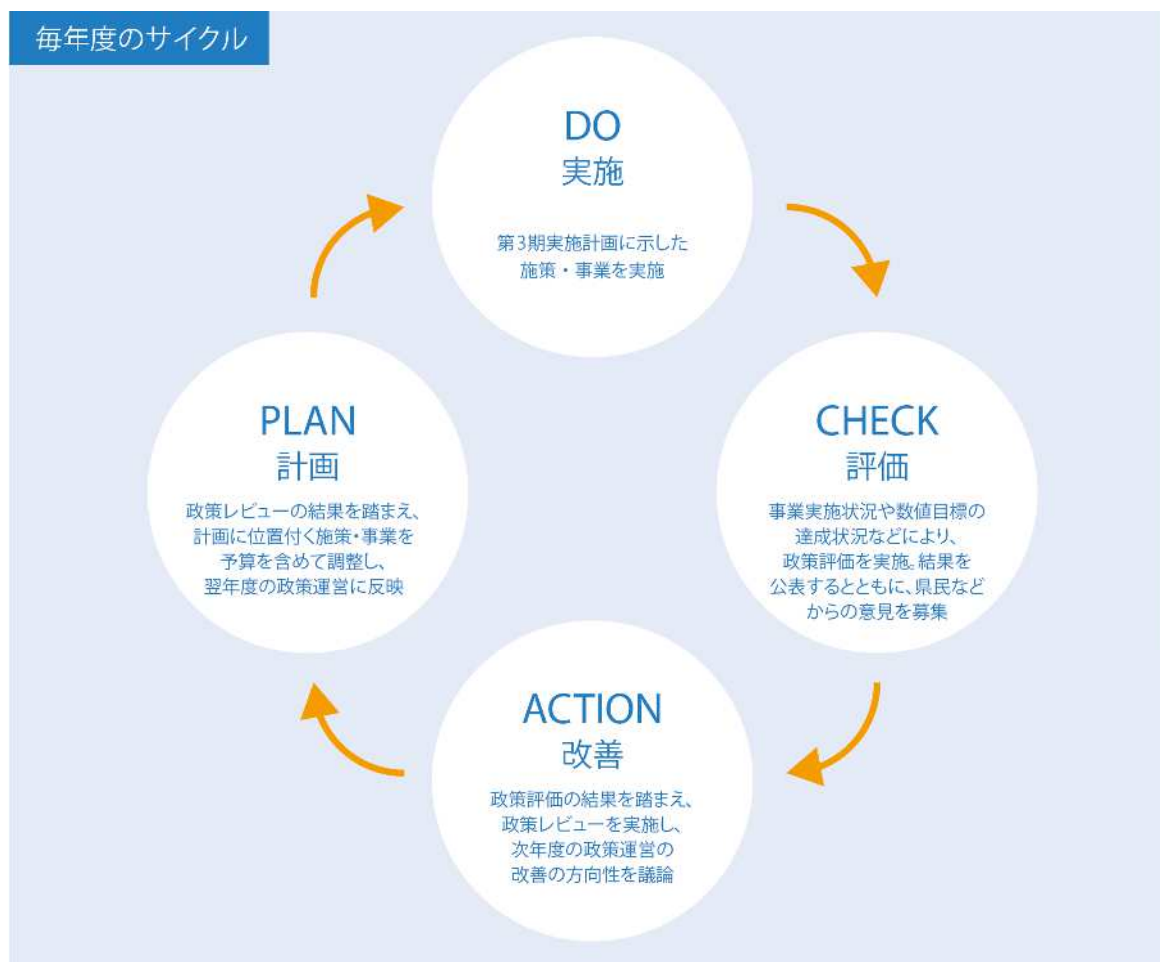 毎年度のサイクル
DO
実施
第3期実施計画に示した
施策・事業を実施
PLAN
計画
政策レビューの結果を踏まえ、
計画に位置付く施策・事業を
予算を含めて調整し、
翌年度の政策運営に反映
CHECK
評価
事業実施状況や数値目標の
達成状況などにより、
政策評価を実施。結果を
公表するとともに、県民など
からの意見を募集
ACTION
改善
政策評価の結果を踏まえ、
政策レビューを実施し、
次年度の政策運営の
改善の方向性を議論